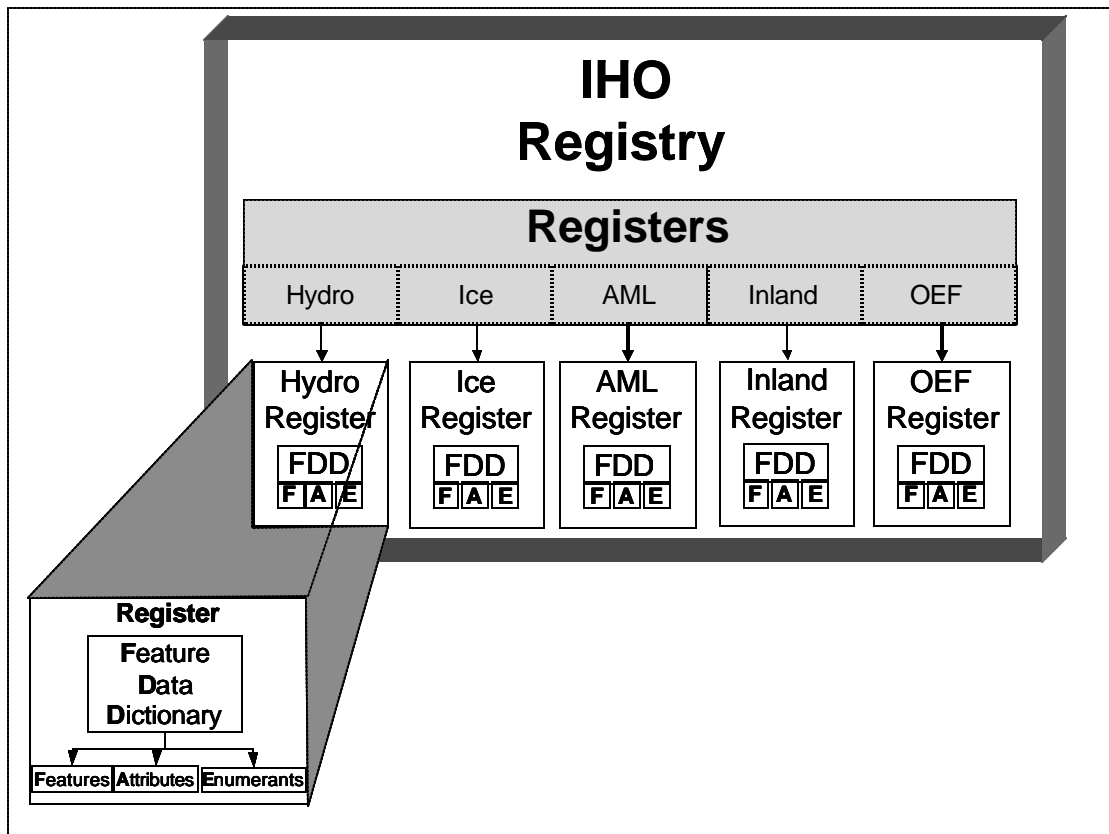 IHO
Registry
Registers
Hydro Ice AML Inland OEF
Hydro
Register
FDD
F A E
Ice
Register
FDD
F A E
AML
Register
FDD
F A E
Inland
Register
FDD
F A E
OEF
Register
FDD
F A E
Register
Feature
Data
Dictionary
Features Attributes Enumerants